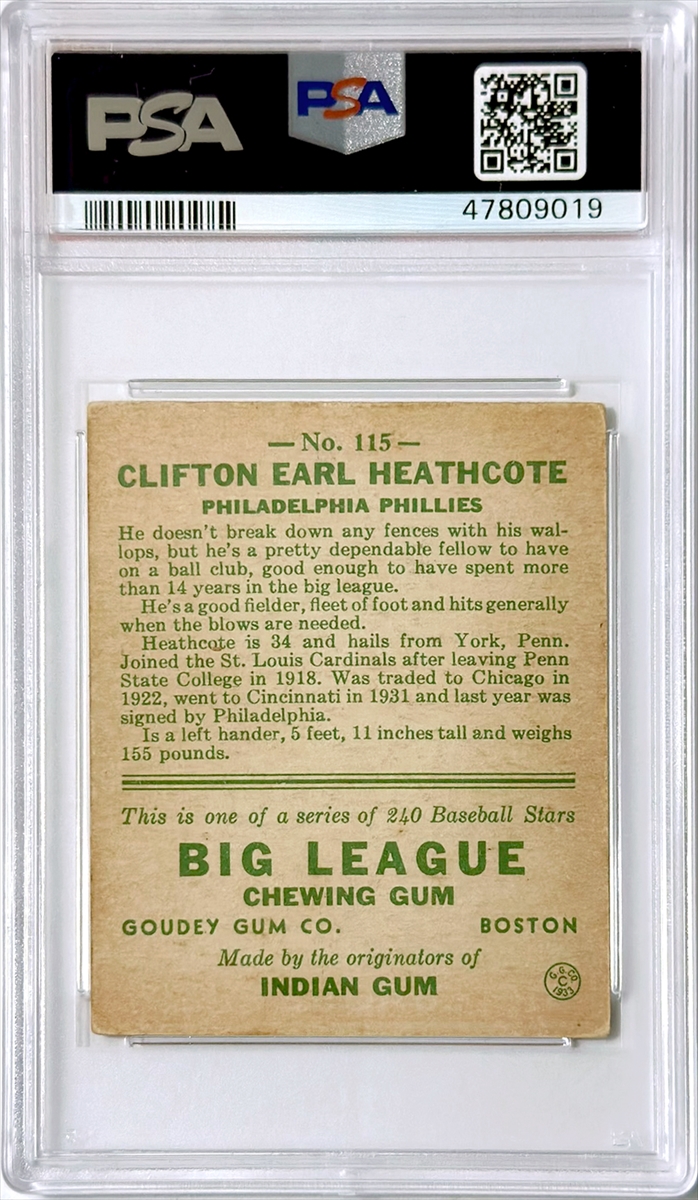 PSA
PSA
47809019
— No. 115 —
CLIFTON EARL HEATHCOTE
PHILADELPHIA PHILLIES
He doesn't break down any fences with his wal-
lops, but he's a pretty dependable fellow to have
on a ball club, good enough to have spent more
than 14 years in the big league.
He's a good fielder, fleet of foot and hits generally
when the blows are needed.
Heathcote is 34 and hails from York, Penn.
Joined the St. Louis Cardinals after leaving Penn
State College in 1918. Was traded to Chicago in
1922, went to Cincinnati in 1931 and last year was
signed by Philadelphia.
Is a left hander, 5 feet, 11 inches tall and weighs
155 pounds.
This is one of a series of 240 Baseball Stars
BIG LEAGUE
CHEWING GUM
GOUDEY GUM CO. BOSTON
Made by the originators of
INDIAN GUM
G. G. CO
C
1933